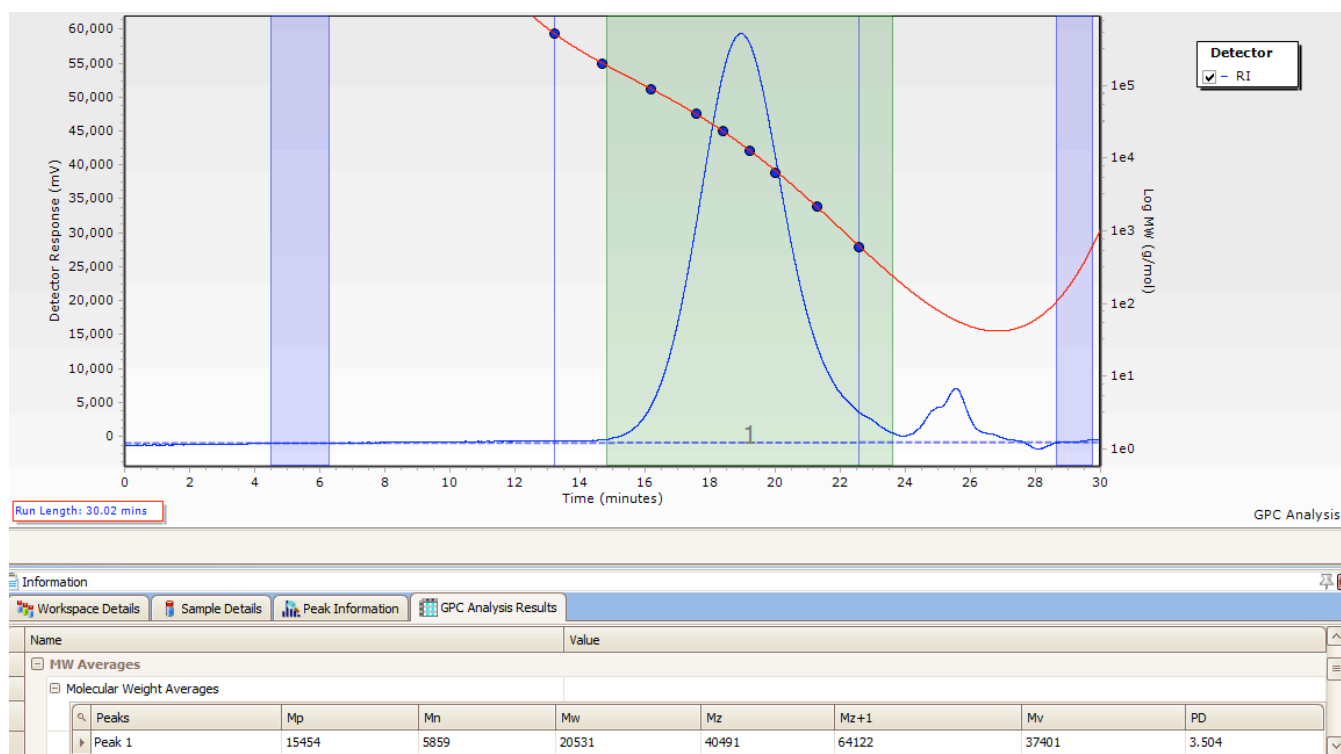 60,000
55,000
50,000
45,000
40,000
35,000
30,000
25,000
20,000
15,000
10,000
5,000
0
Detector Response (mV)
1e5
1e4
1e3
1e2
1e1
1e0
Log MW (g/mol)
Detector
RI
1
0 2 4 6 8 10 12 14 16 18 20 22 24 26 28 30
Time (minutes)
Run Length: 30.02 mins
GPC Analysis
Information
Workspace Details Sample Details Peak Information GPC Analysis Results
Name Value
MW Averages
Molecular Weight Averages
Peaks Mp Mn Mw Mz Mz+1 Mv PD
Peak 1 15454 5859 20531 40491 64122 37401 3.504